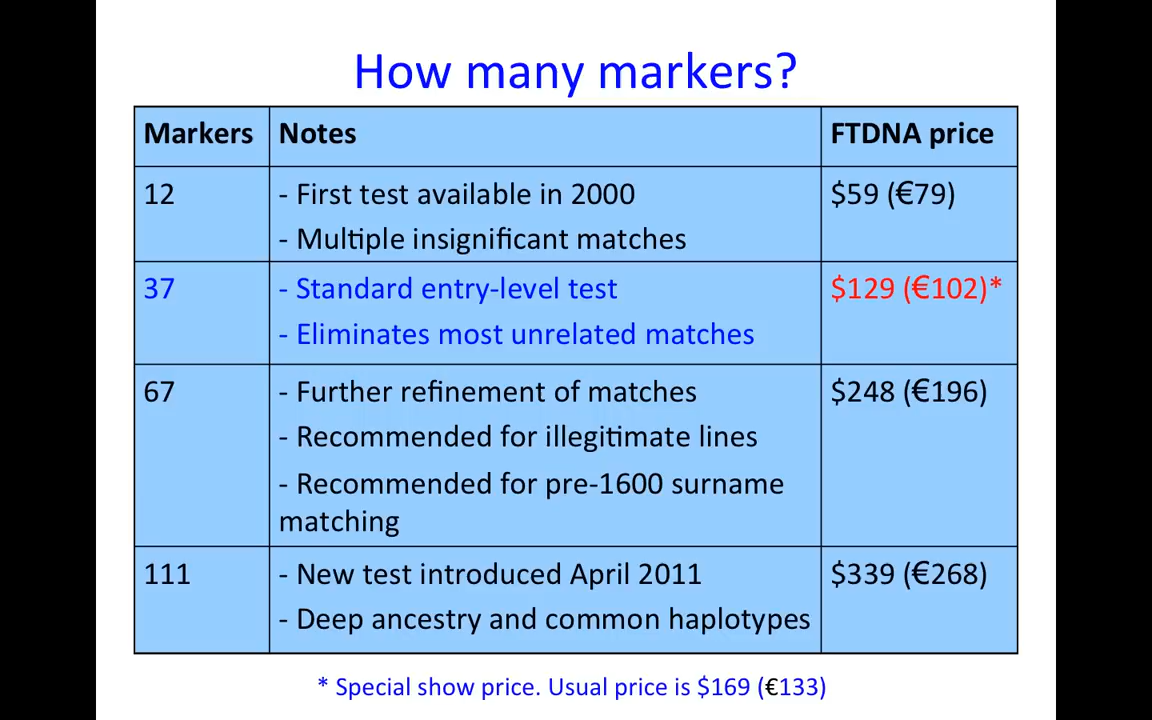 How many markers?
Markers Notes FTDNA price
12 - First test available in 2000 $59 (€79)
- Multiple insignificant matches
37 - Standard entry-level test $129 (€102)*
- Eliminates most unrelated matches
67 - Further refinement of matches $248 (€196)
- Recommended for illegitimate lines
- Recommended for pre-1600 surname
matching
111 - New test introduced April 2011 $339 (€268)
- Deep ancestry and common haplotypes
* Special show price. Usual price is $169 (€133)